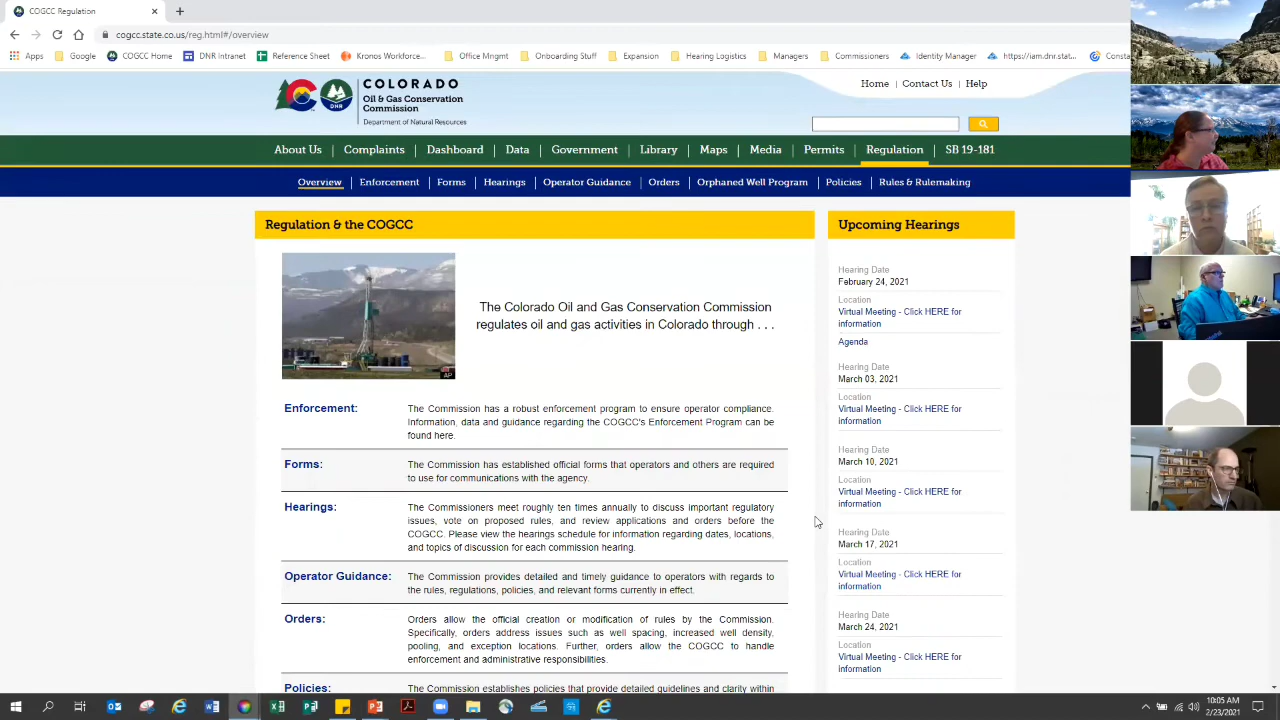 COGCC Regulation
cogcc.state.co.us/reg.html#/overview
Apps Google COGCC Home DNR Intranet Reference Sheet Kronos Workforce... Office Mgmt Onboarding Stuff Expansion Hearing Logistics Managers Commissioners Identity Manager https://iam.dnr.stat... Consta
COLORADO
Oil & Gas Conservation
Commission
Department of Natural Resources
DNR
Home Contact Us Help
About Us Complaints Dashboard Data Government Library Maps Media Permits Regulation SB 19-181
Overview Enforcement Forms Hearings Operator Guidance Orders Orphaned Well Program Policies Rules & Rulemaking
Regulation & the COGCC
The Colorado Oil and Gas Conservation Commission
regulates oil and gas activities in Colorado through . . .
AP
Enforcement: The Commission has a robust enforcement program to ensure operator compliance.
Information, data and guidance regarding the COGCC's Enforcement Program can be
found here.
Forms: The Commission has established official forms that operators and others are required
to use for communications with the agency.
Hearings: The Commissioners meet roughly ten times annually to discuss important regulatory
issues, vote on proposed rules, and review applications and orders before the
COGCC. Please view the hearings schedule for information regarding dates, locations,
and topics of discussion for each commission hearing.
Operator Guidance: The Commission provides detailed and timely guidance to operators with regards to
the rules, regulations, policies, and relevant forms currently in effect.
Orders: Orders allow the official creation or modification of rules by the Commission.
Specifically, orders address issues such as well spacing, increased well density,
pooling, and exception locations. Further, orders allow the COGCC to handle
enforcement and administrative responsibilities.
Policies: The Commission establishes policies that provide detailed guidelines and clarity within
Upcoming Hearings
Hearing Date
February 24, 2021
Location
Virtual Meeting - Click HERE for
information
Agenda
Hearing Date
March 03, 2021
Location
Virtual Meeting - Click HERE for
information
Hearing Date
March 10, 2021
Location
Virtual Meeting - Click HERE for
information
Hearing Date
March 17, 2021
Location
Virtual Meeting - Click HERE for
information
Hearing Date
March 24, 2021
Location
Virtual Meeting - Click HERE for
information
10:05 AM
2/23/2021